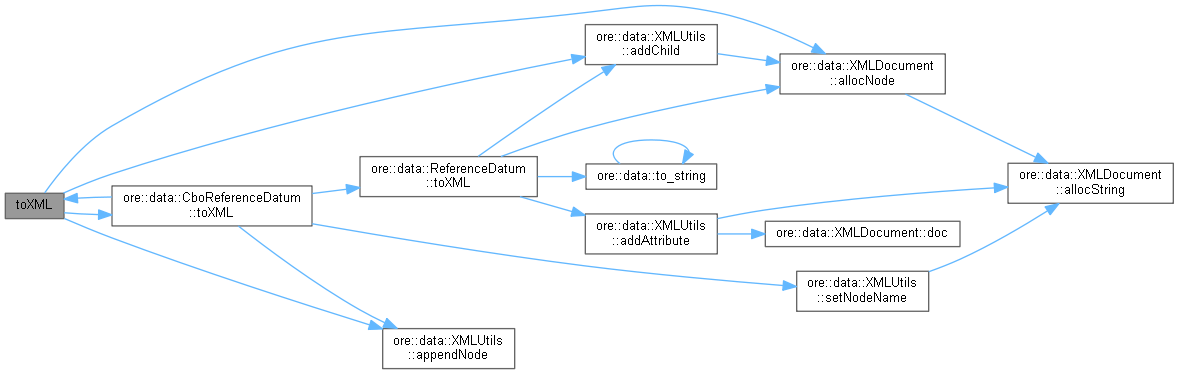 ore::data::XMLUtils
::addChild
ore::data::XMLDocument
::allocNode
ore::data::ReferenceDatum
::toXML
ore::data::to_string
ore::data::XMLDocument
::allocString
toXML
ore::data::CboReferenceDatum
::toXML
ore::data::XMLUtils
::addAttribute
ore::data::XMLDocument::doc
ore::data::XMLUtils
::setNodeName
ore::data::XMLUtils
::appendNode